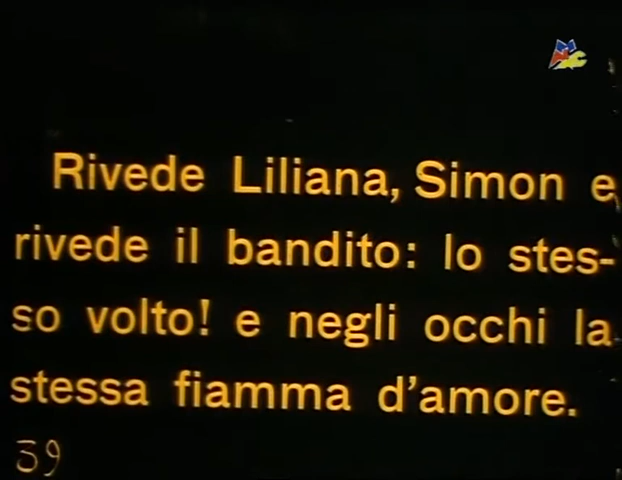 Rivede Liliana, Simon e
rivede il bandito: lo stes-
so volto! e negli occhi la
stessa fiamma d'amore.
39